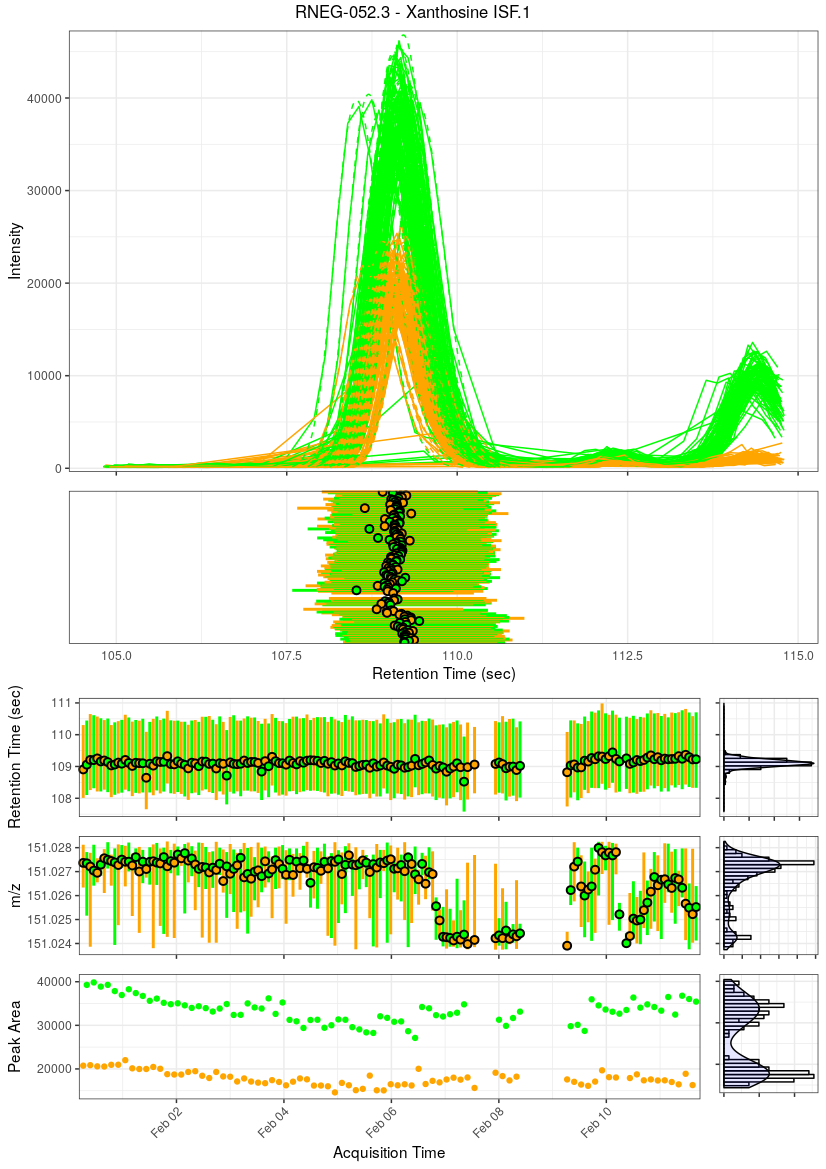 RNEG-052.3 - Xanthosine ISF.1
Intensity
40000
30000
20000
10000
0
105.0 107.5 110.0 112.5 115.0
Retention Time (sec)
Retention Time (sec)
111
110
109
108
m/z
151.028
151.027
151.026
151.025
151.024
Peak Area
40000
30000
20000
Feb 02 Feb 04 Feb 06 Feb 08 Feb 10
Acquisition Time